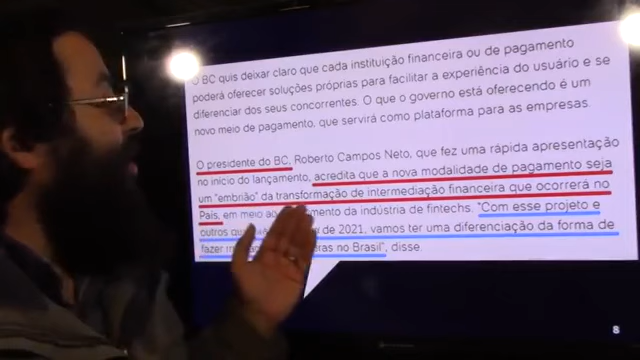 O BC quis deixar claro que cada instituição financeira ou de pagamento
poderá oferecer soluções próprias para facilitar a experiência do usuário e se
diferenciar dos seus concorrentes. O que o governo está oferecendo é um
novo meio de pagamento, que servirá como plataforma para as empresas.
O presidente do BC, Roberto Campos Neto, que fez uma rápida apresentação
no início do lançamento, acredita que a nova modalidade de pagamento seja
um "embrião" da transformação de intermediação financeira que ocorrerá no
País, em meio ao da indústria de fintechs. "Com esse projeto e
outros de 2021, vamos ter uma diferenciação da forma de
fazer no Brasil", disse.
8